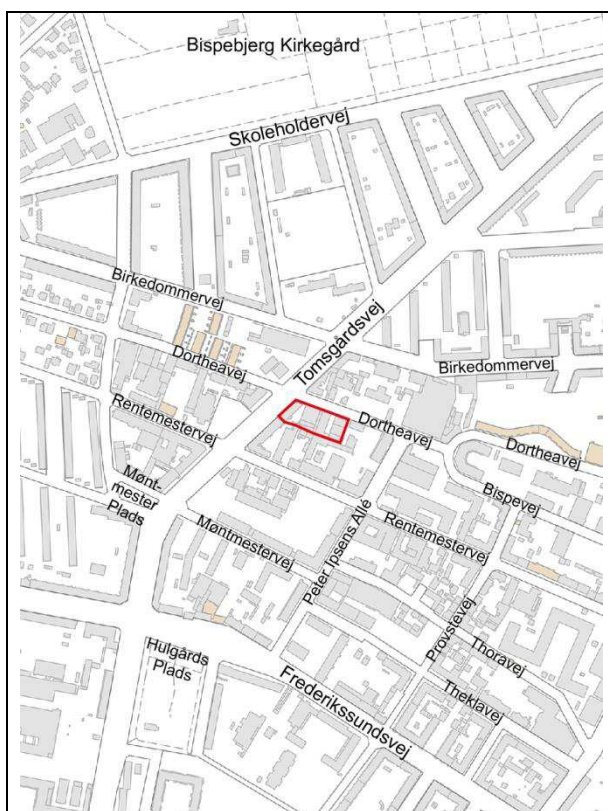 Bispebjerg Kirkegård
Skoleholdervej
Birkedommervej
Tomsgårdsvej
Dortheavej
Birkedommervej
Rentemestervej
Dortheavej
Dortheavej
Mønt-
mester
Plads
Bispevej
Møntmestervej
Peter Ipsens Allé
Rentemestervej
Provstevej
Thoravej
Hulgårds
Plads
Frederikssundsvej
Theklavej